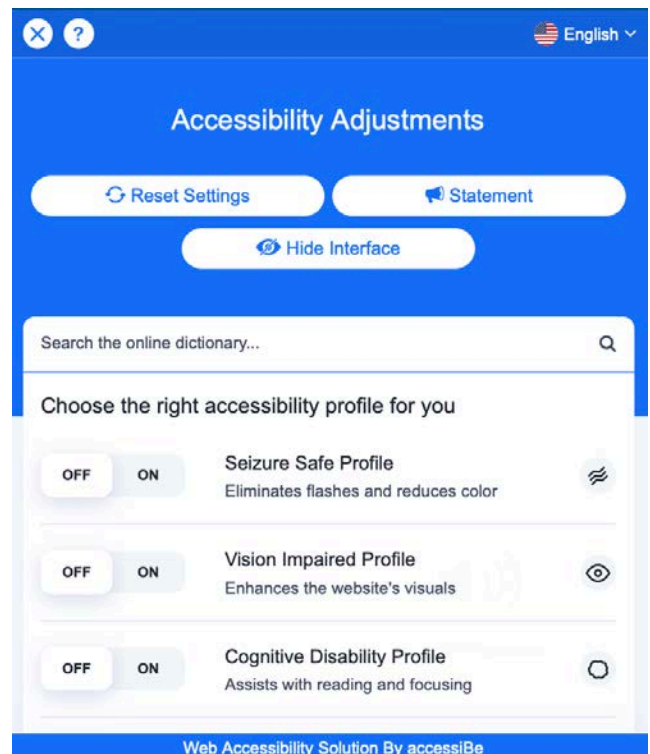 ? English
Accessibility Adjustments
Reset Settings Statement
Hide Interface
Search the online dictionary...
Choose the right accessibility profile for you
OFF ON Seizure Safe Profile
Eliminates flashes and reduces color
OFF ON Vision Impaired Profile
Enhances the website's visuals
OFF ON Cognitive Disability Profile
Assists with reading and focusing
Web Accessibility Solution By accessiBe